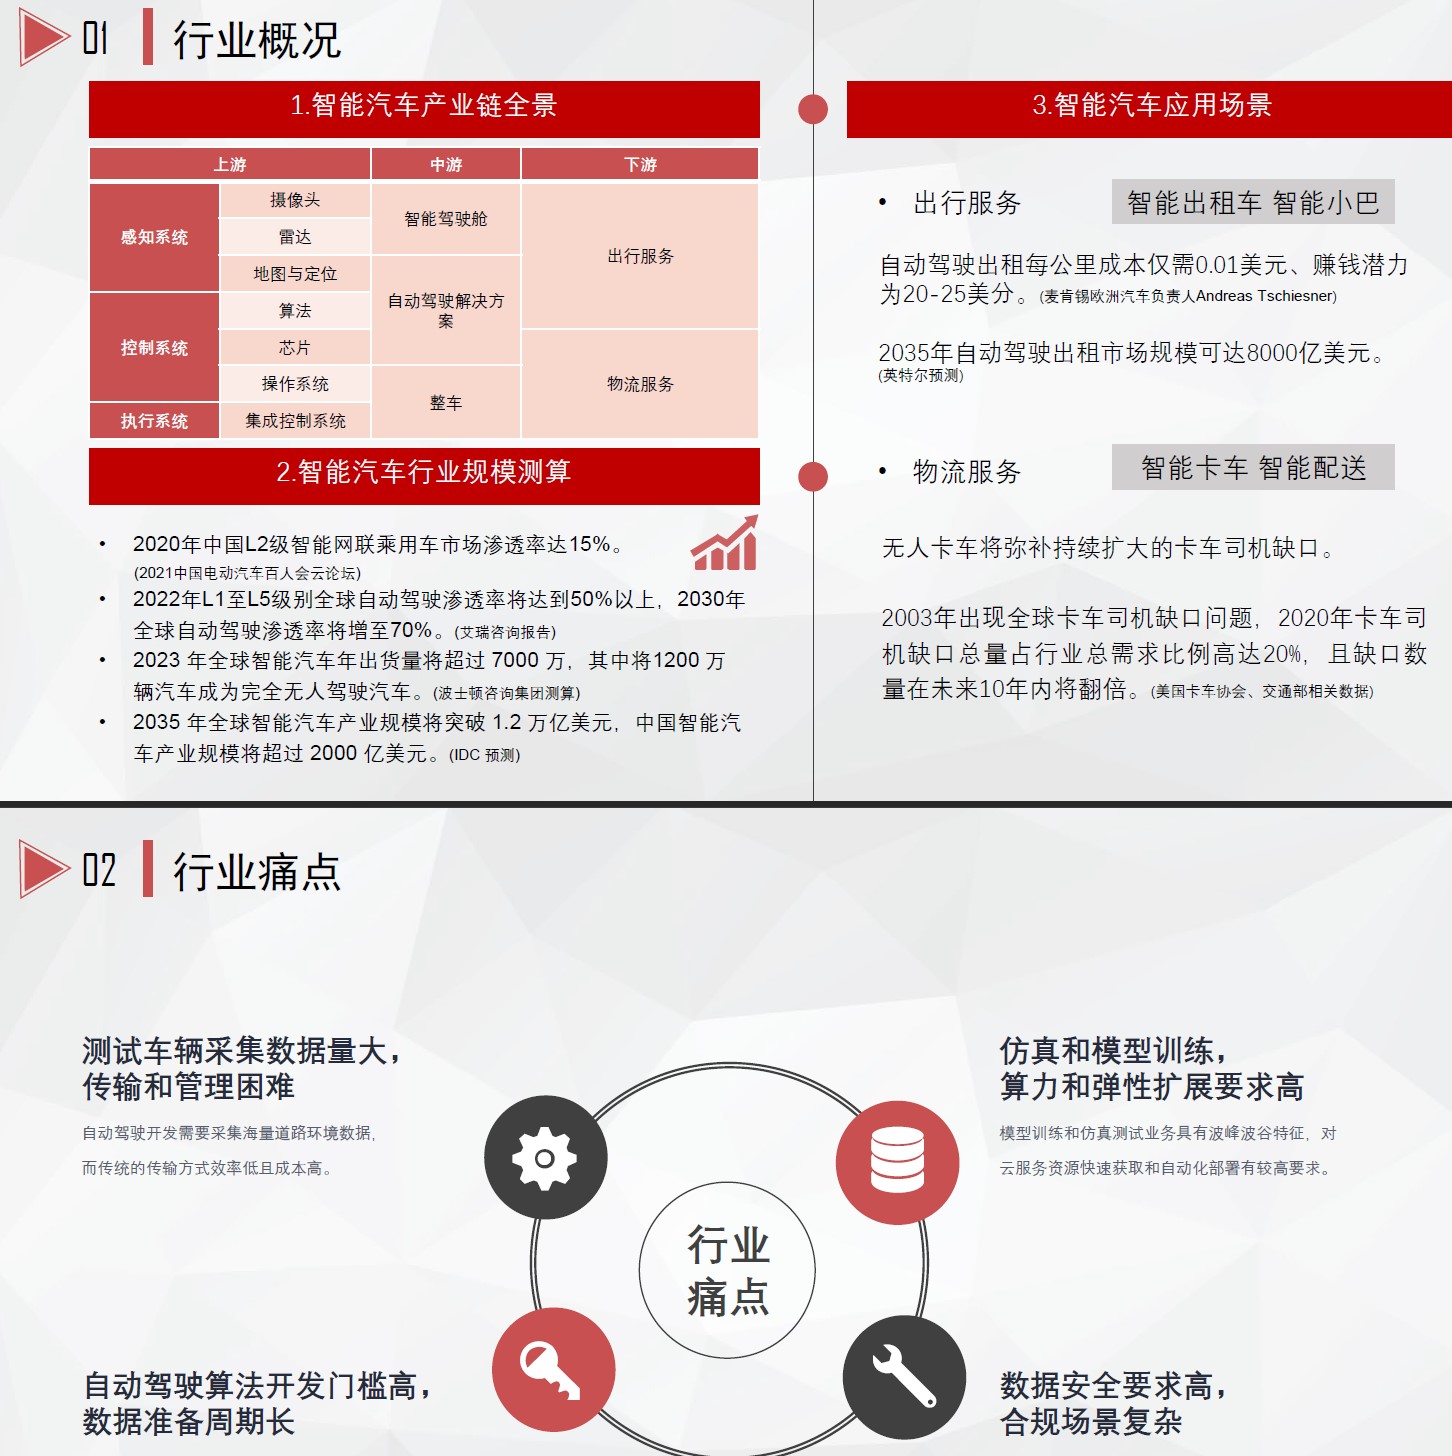 01 行业概况
1.智能汽车产业链全景
上游 中游 下游
感知系统 摄像头 智能驾驶舱 出行服务
雷达
地图与定位 自动驾驶解决方
案
控制系统 算法
芯片 物流服务
操作系统 整车
执行系统 集成控制系统
2.智能汽车行业规模测算
• 2020年中国L2级智能网联乘用车市场渗透率达15%。
(2021中国电动汽车百人会云论坛)
• 2022年L1至L5级别全球自动驾驶渗透率将达到50%以上，2030年
全球自动驾驶渗透率将增至70%。(艾瑞咨询报告)
• 2023 年全球智能汽车年出货量将超过 7000 万，其中将1200 万
辆汽车成为完全无人驾驶汽车。(波士顿咨询集团测算)
• 2035 年全球智能汽车产业规模将突破 1.2 万亿美元，中国智能汽
车产业规模将超过 2000 亿美元。(IDC 预测)
3.智能汽车应用场景
• 出行服务 智能出租车 智能小巴
自动驾驶出租每公里成本仅需0.01美元、赚钱潜力
为20-25美分。(麦肯锡欧洲汽车负责人Andreas Tschiesner)
2035年自动驾驶出租市场规模可达8000亿美元。
(英特尔预测)
• 物流服务 智能卡车 智能配送
无人卡车将弥补持续扩大的卡车司机缺口。
2003年出现全球卡车司机缺口问题，2020年卡车司
机缺口总量占行业总需求比例高达20%，且缺口数
量在未来10年内将翻倍。(美国卡车协会、交通部相关数据)
02 行业痛点
测试车辆采集数据量大，
传输和管理困难
自动驾驶开发需要采集海量道路环境数据，
而传统的传输方式效率低且成本高。
仿真和模型训练，
算力和弹性扩展要求高
模型训练和仿真测试业务具有波峰波谷特征，对
云服务资源快速获取和自动化部署有较高要求。
行业
痛点
自动驾驶算法开发门槛高，
数据准备周期长
数据安全要求高，
合规场景复杂